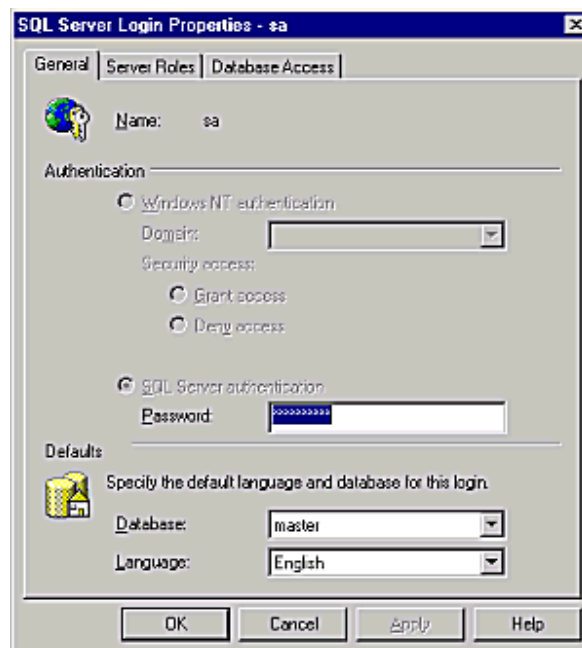 SQL Server Login Properties - sa
General Server Roles Database Access
Name: sa
Authentication
Windows NT authentication
Domain:
Security access:
Grant access
Deny access
SQL Server authentication
Password: **********
Defaults
Specify the default language and database for this login.
Database: master
Language: English
OK Cancel Apply Help